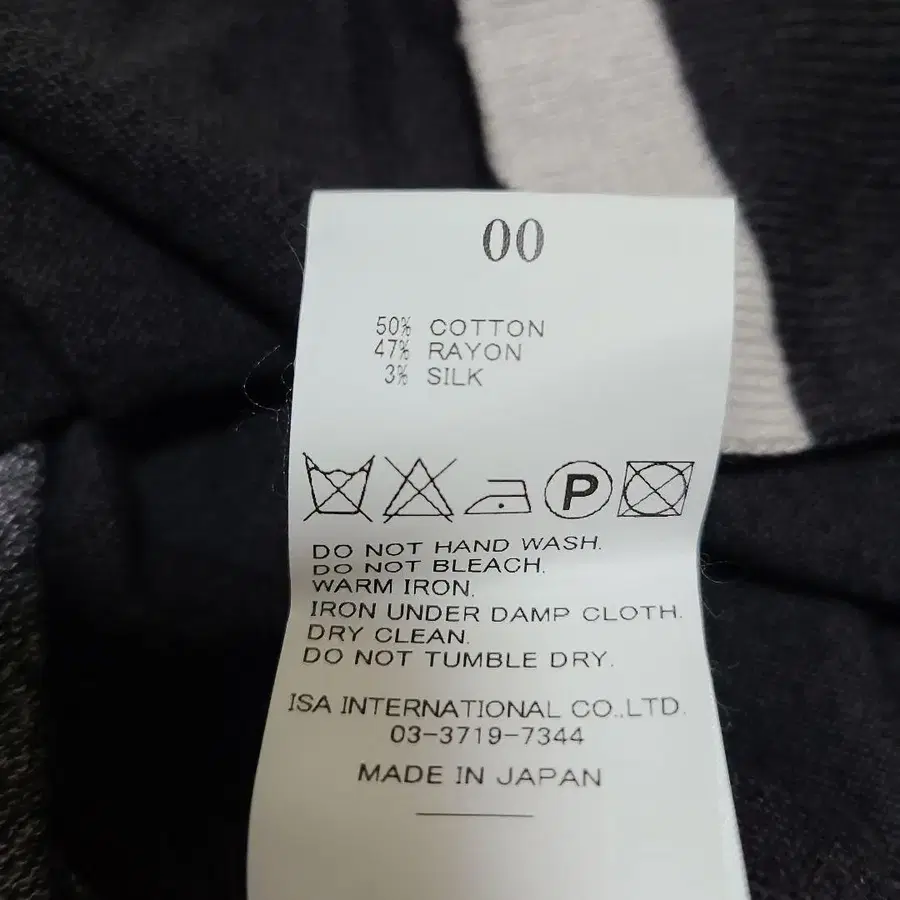 00
50% COTTON
47% RAYON
3% SILK
P
DO NOT HAND WASH.
DO NOT BLEACH.
WARM IRON.
IRON UNDER DAMP CLOTH.
DRY CLEAN.
DO NOT TUMBLE DRY.
ISA INTERNATIONAL CO.,LTD.
03-3719-7344
MADE IN JAPAN